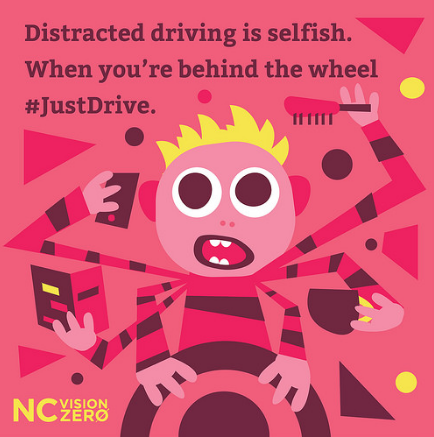 Distracted driving is selfish.
When you’re behind the wheel
#JustDrive.
NC VISION
ZERO